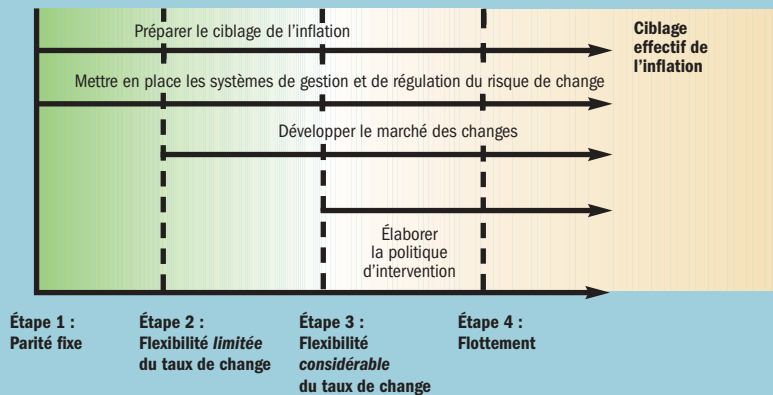 Préparer le ciblage de l'inflation
Ciblage
effectif de
l'inflation
Mettre en place les systèmes de gestion et de régulation du risque de change
Développer le marché des changes
Élaborer
la politique
d'intervention
Étape 1 :
Parité fixe
Étape 2 :
Flexibilité limitée
du taux de change
Étape 3 :
Flexibilité
considérable
du taux de change
Étape 4 :
Flottement